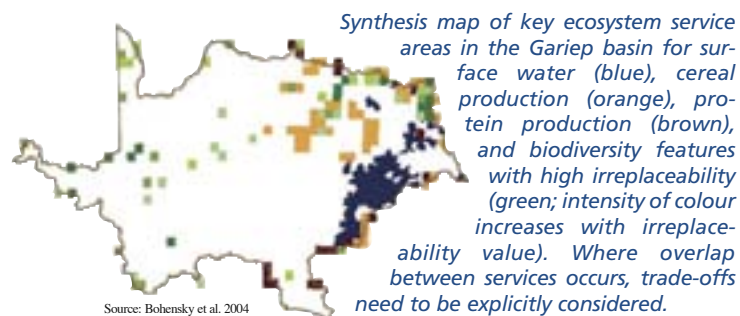 Synthesis map of key ecosystem service
areas in the Gariep basin for sur-
face water (blue), cereal
production (orange), pro-
tein production (brown),
and biodiversity features
with high irreplaceability
(green; intensity of colour
increases with irreplace-
ability value). Where overlap
between services occurs, trade-offs
need to be explicitly considered.
Source: Bohensky et al. 2004